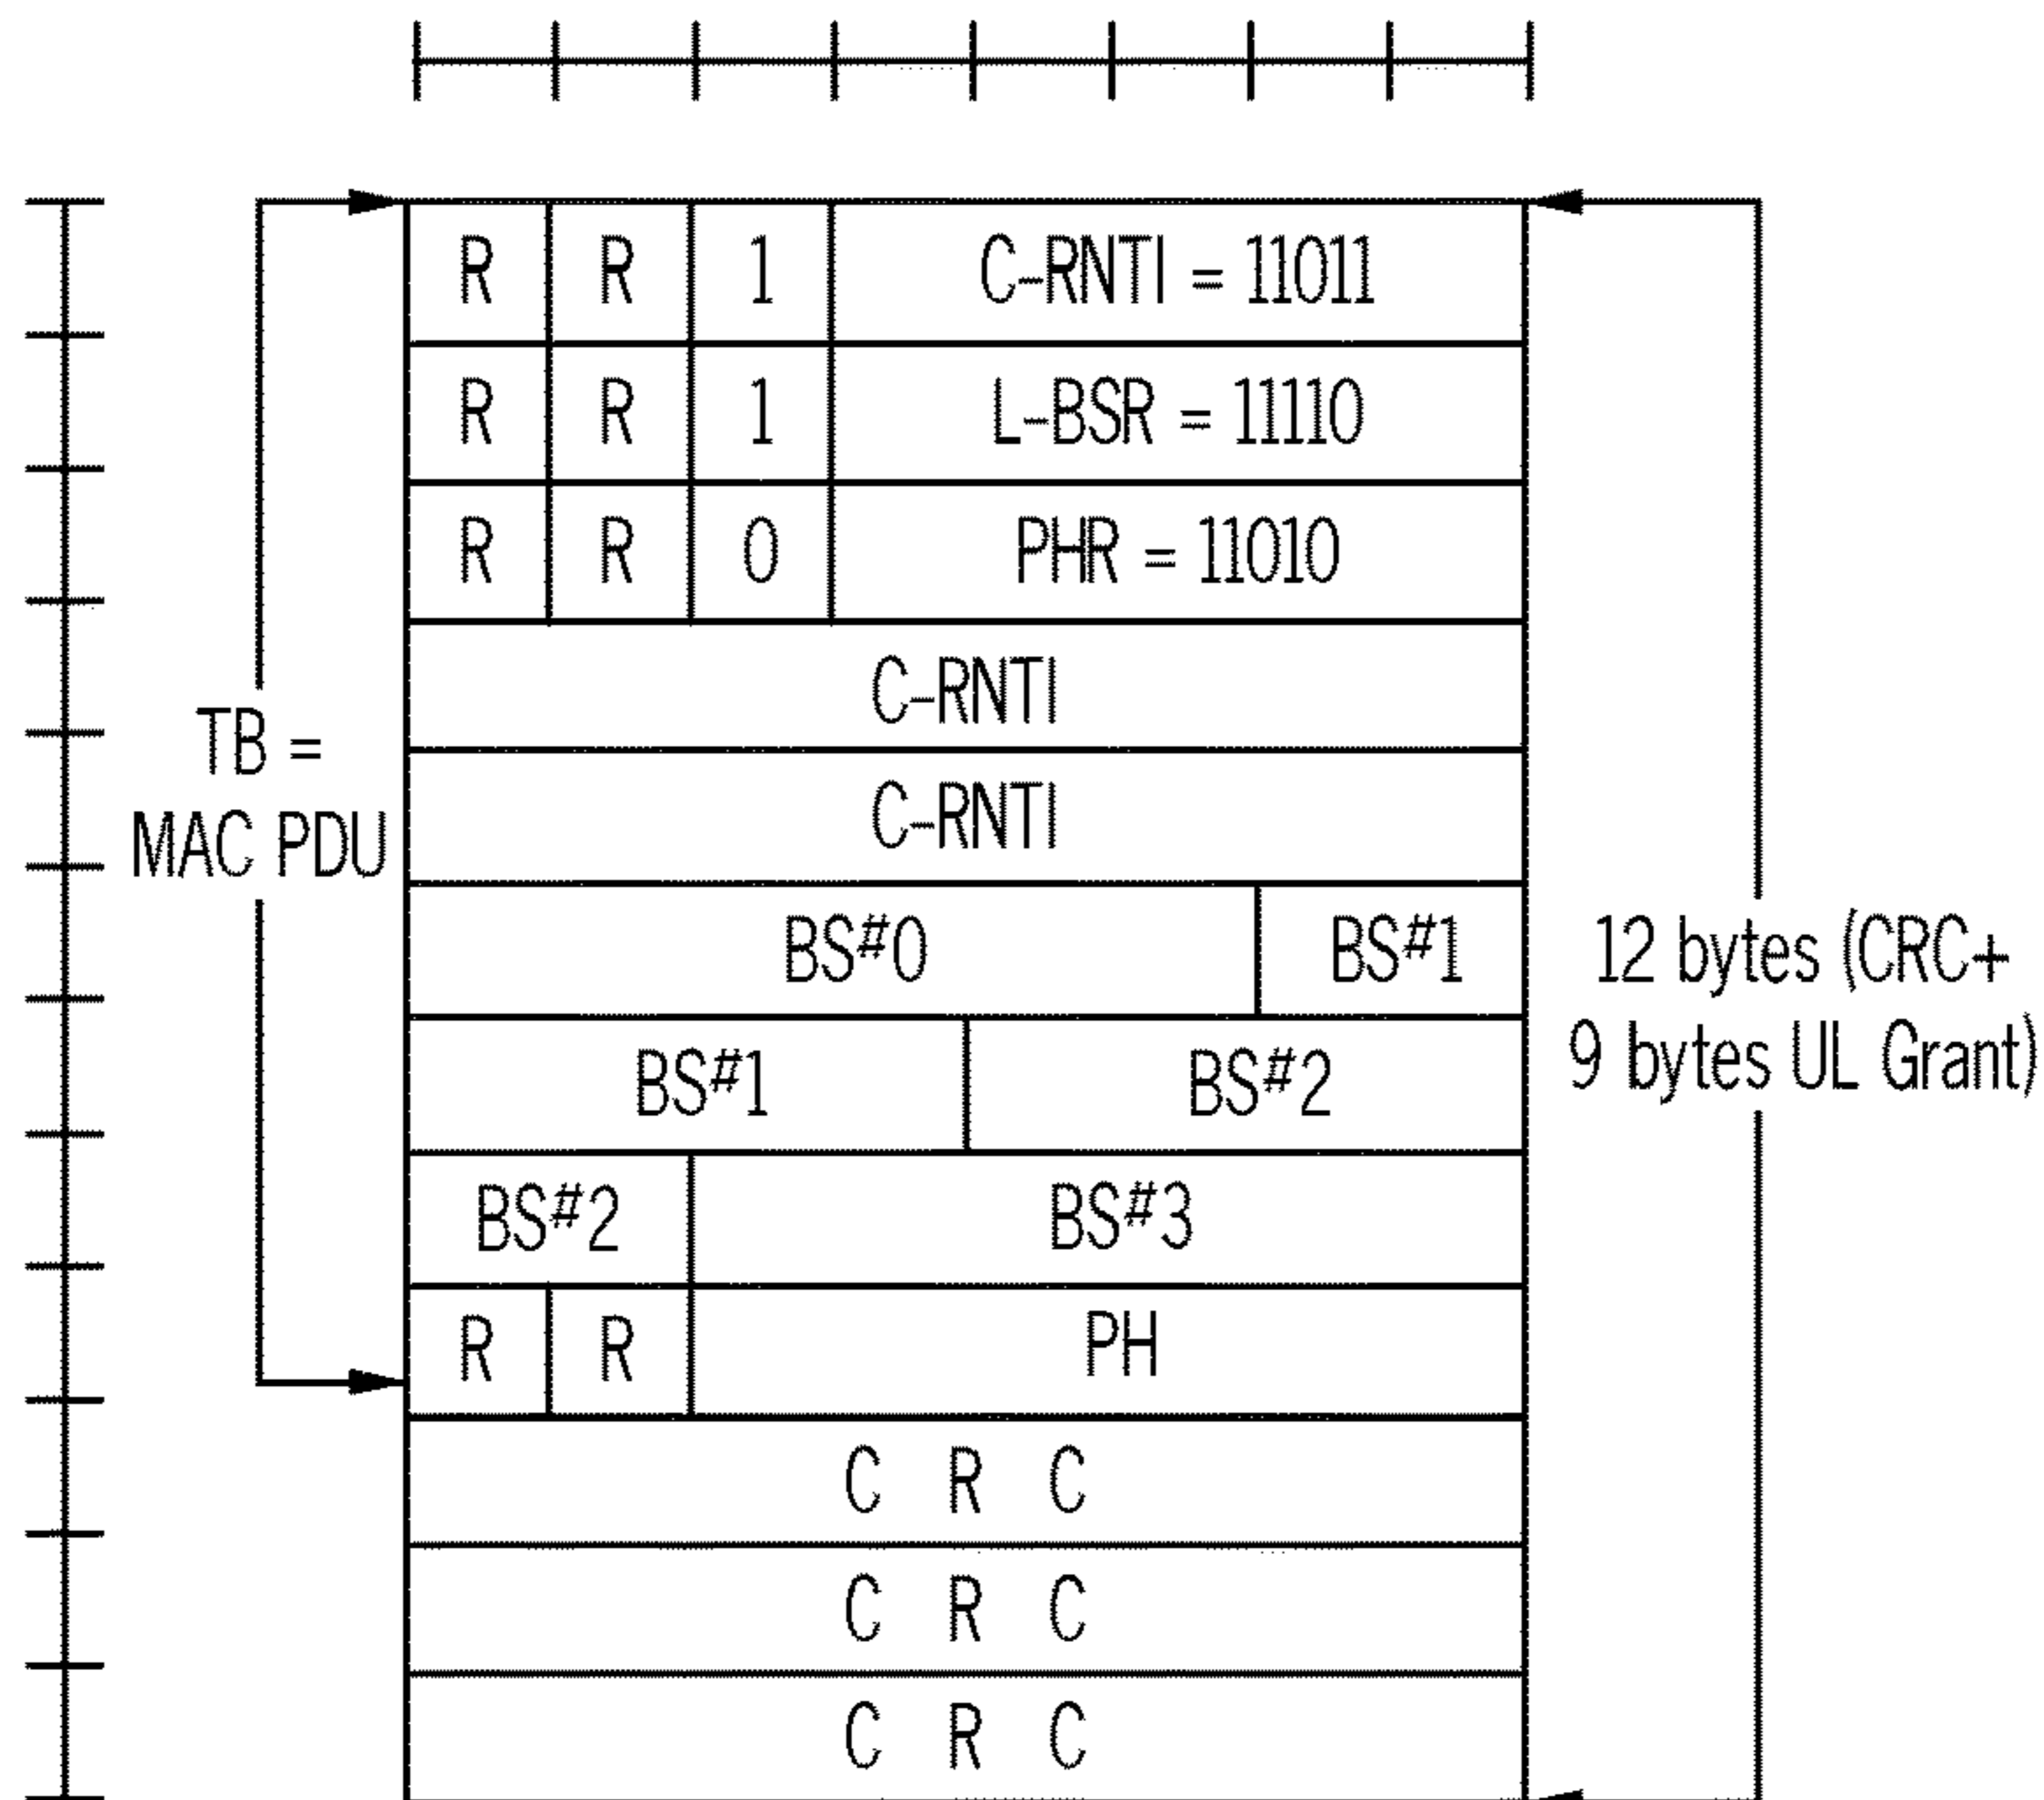 R R 1 C-RNTI = 11011
R R 1 L-BSR = 11110
R R 0 PHR = 11010
C-RNTI
TB =
MAC PDU
C-RNTI
BS#0 BS#1
12 bytes (CRC+
9 bytes UL Grant)
BS#1 BS#2
BS#2 BS#3
R R PH
C R C
C R C
C R C